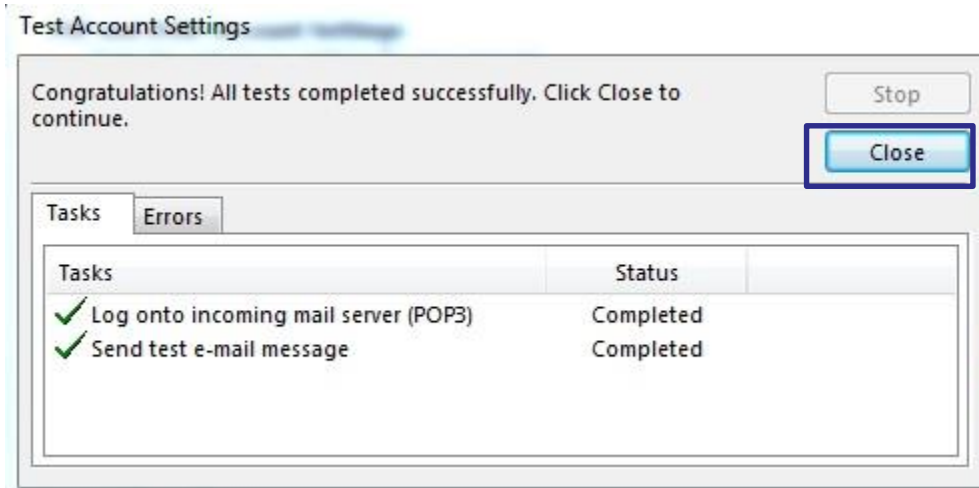 Test Account Settings
Congratulations! All tests completed successfully. Click Close to
continue.
Stop
Close
Tasks Errors
Tasks Status
Log onto incoming mail server (POP3) Completed
Send test e-mail message Completed